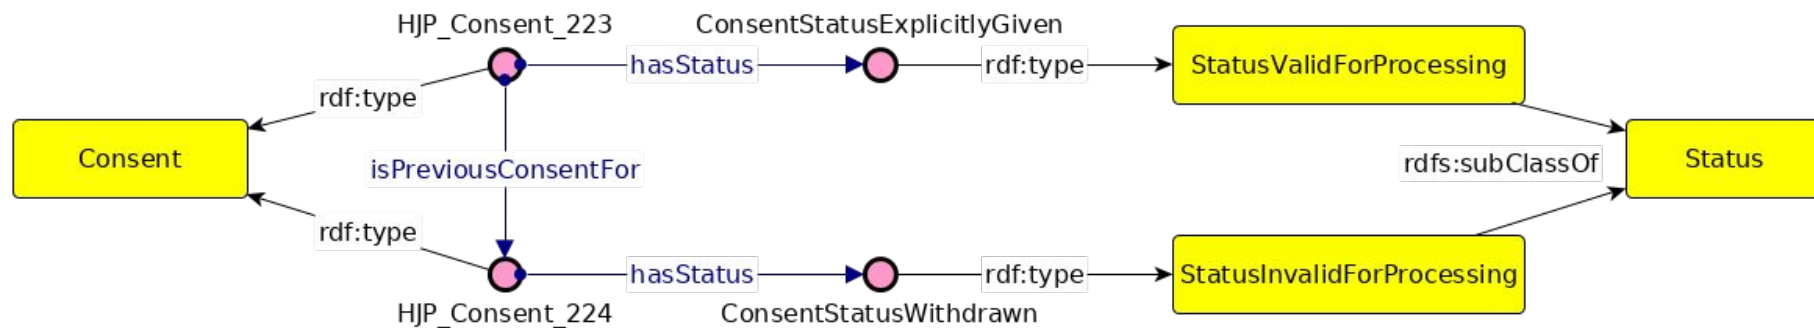 HJP_Consent_223
ConsentStatusExplicitlyGiven
hasStatus
rdf:type
StatusValidForProcessing
rdf:type
Consent
isPreviousConsentFor
rdfs:subClassOf
Status
rdf:type
hasStatus
rdf:type
StatusInvalidForProcessing
HJP_Consent_224
ConsentStatusWithdrawn